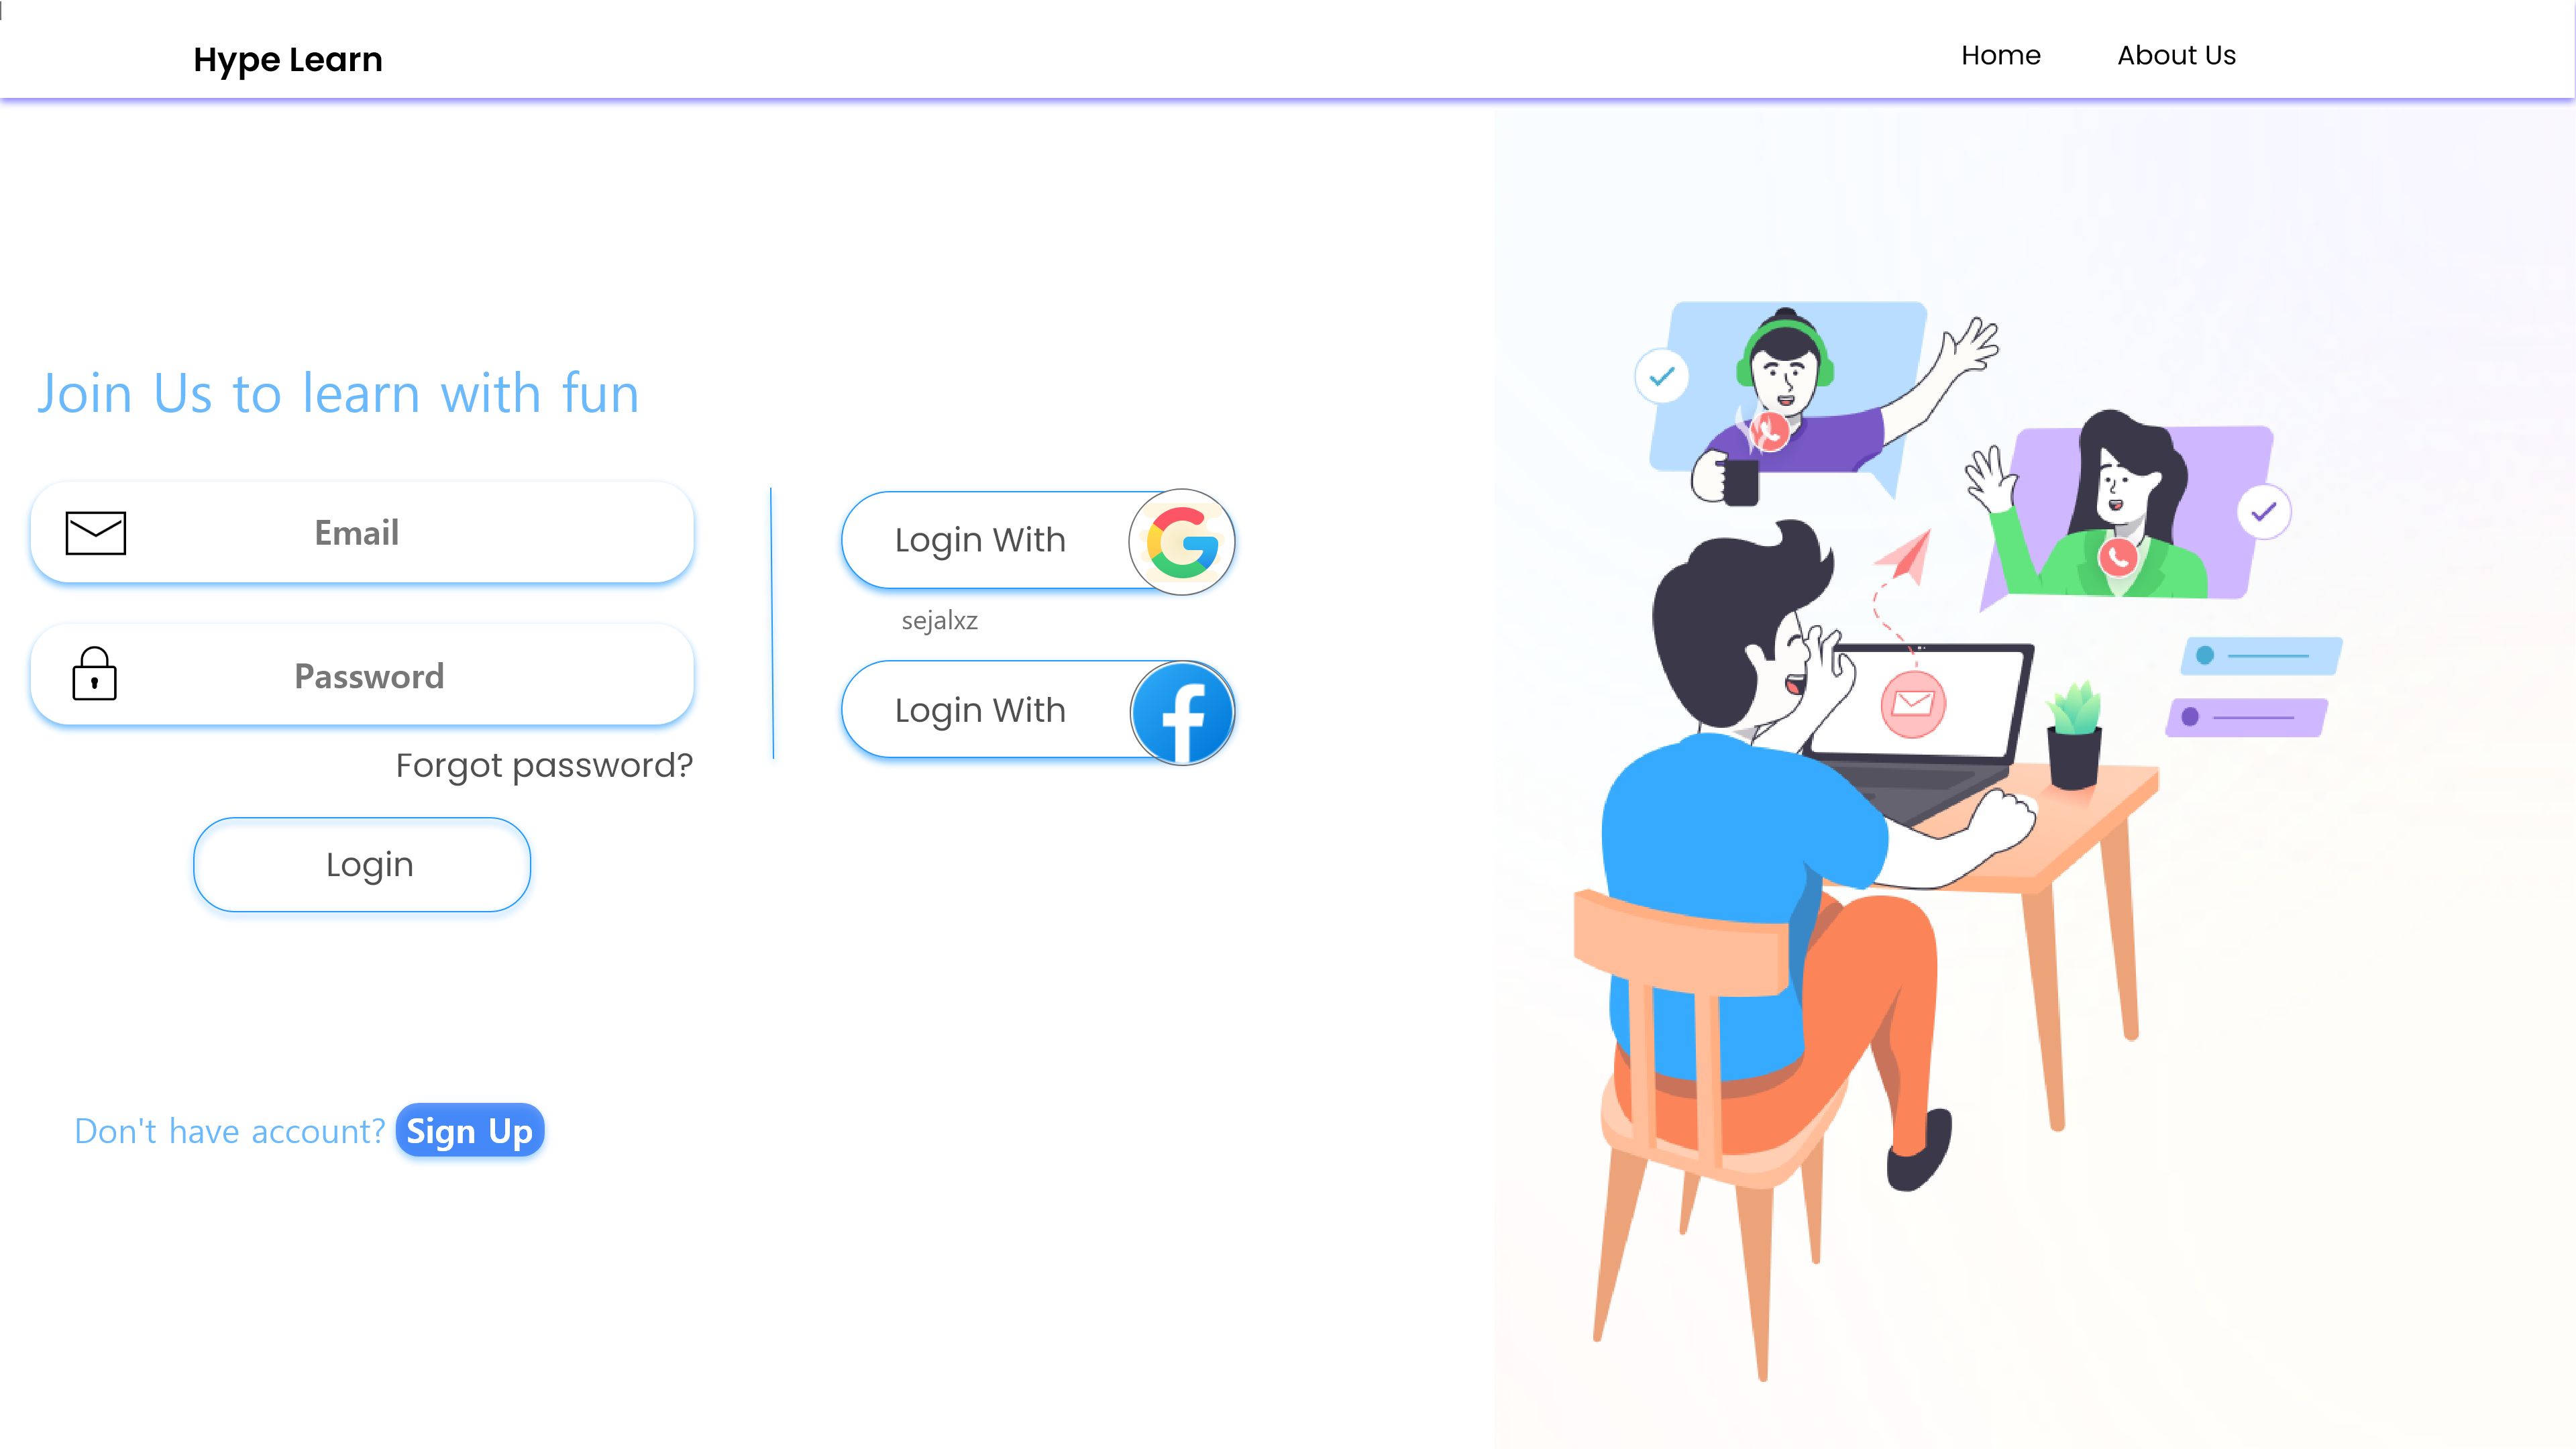 Hype Learn
Home
About Us
Join Us to learn with fun
Email
Password
Forgot password?
Login
Login With
sejalxz
Login With
Don't have account? Sign Up